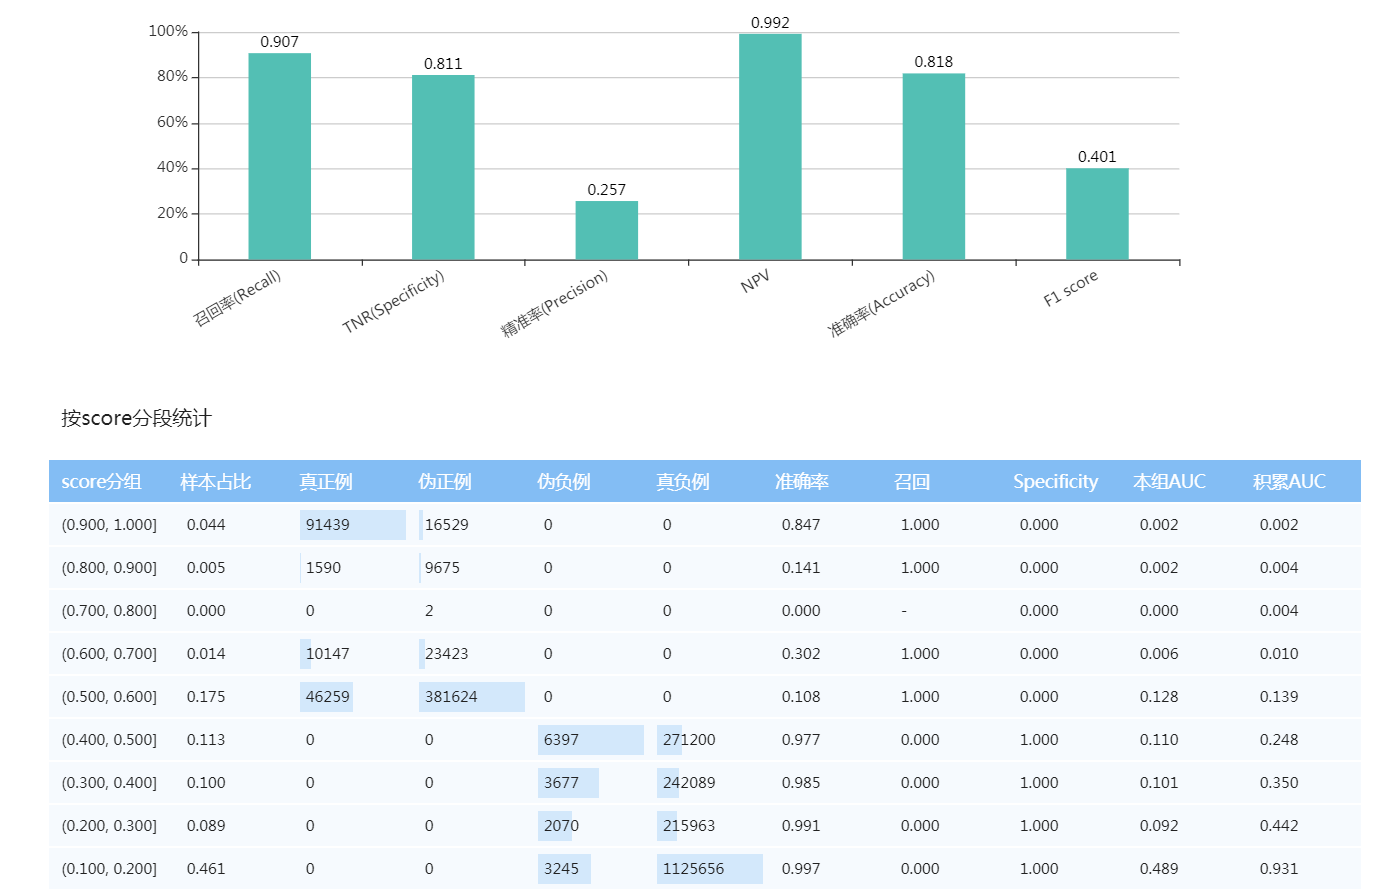 100%
80%
60%
40%
20%
0
0.907
0.811
0.257
0.992
0.818
0.401
召回率(Recall)
TNR(Specificity)
精准率(Precision)
NPV
准确率(Accuracy)
F1 score
按score分段统计
score分组 样本占比 真正例 伪正例 伪负例 真负例 准确率 召回 Specificity 本组AUC 积累AUC
(0.900, 1.000] 0.044 91439 16529 0 0 0.847 1.000 0.000 0.002 0.002
(0.800, 0.900] 0.005 1590 9675 0 0 0.141 1.000 0.000 0.002 0.004
(0.700, 0.800] 0.000 0 2 0 0 0.000 - 0.000 0.000 0.004
(0.600, 0.700] 0.014 10147 23423 0 0 0.302 1.000 0.000 0.006 0.010
(0.500, 0.600] 0.175 46259 381624 0 0 0.108 1.000 0.000 0.128 0.139
(0.400, 0.500] 0.113 0 0 6397 271200 0.977 0.000 1.000 0.110 0.248
(0.300, 0.400] 0.100 0 0 3677 242089 0.985 0.000 1.000 0.101 0.350
(0.200, 0.300] 0.089 0 0 2070 215963 0.991 0.000 1.000 0.092 0.442
(0.100, 0.200] 0.461 0 0 3245 1125656 0.997 0.000 1.000 0.489 0.931